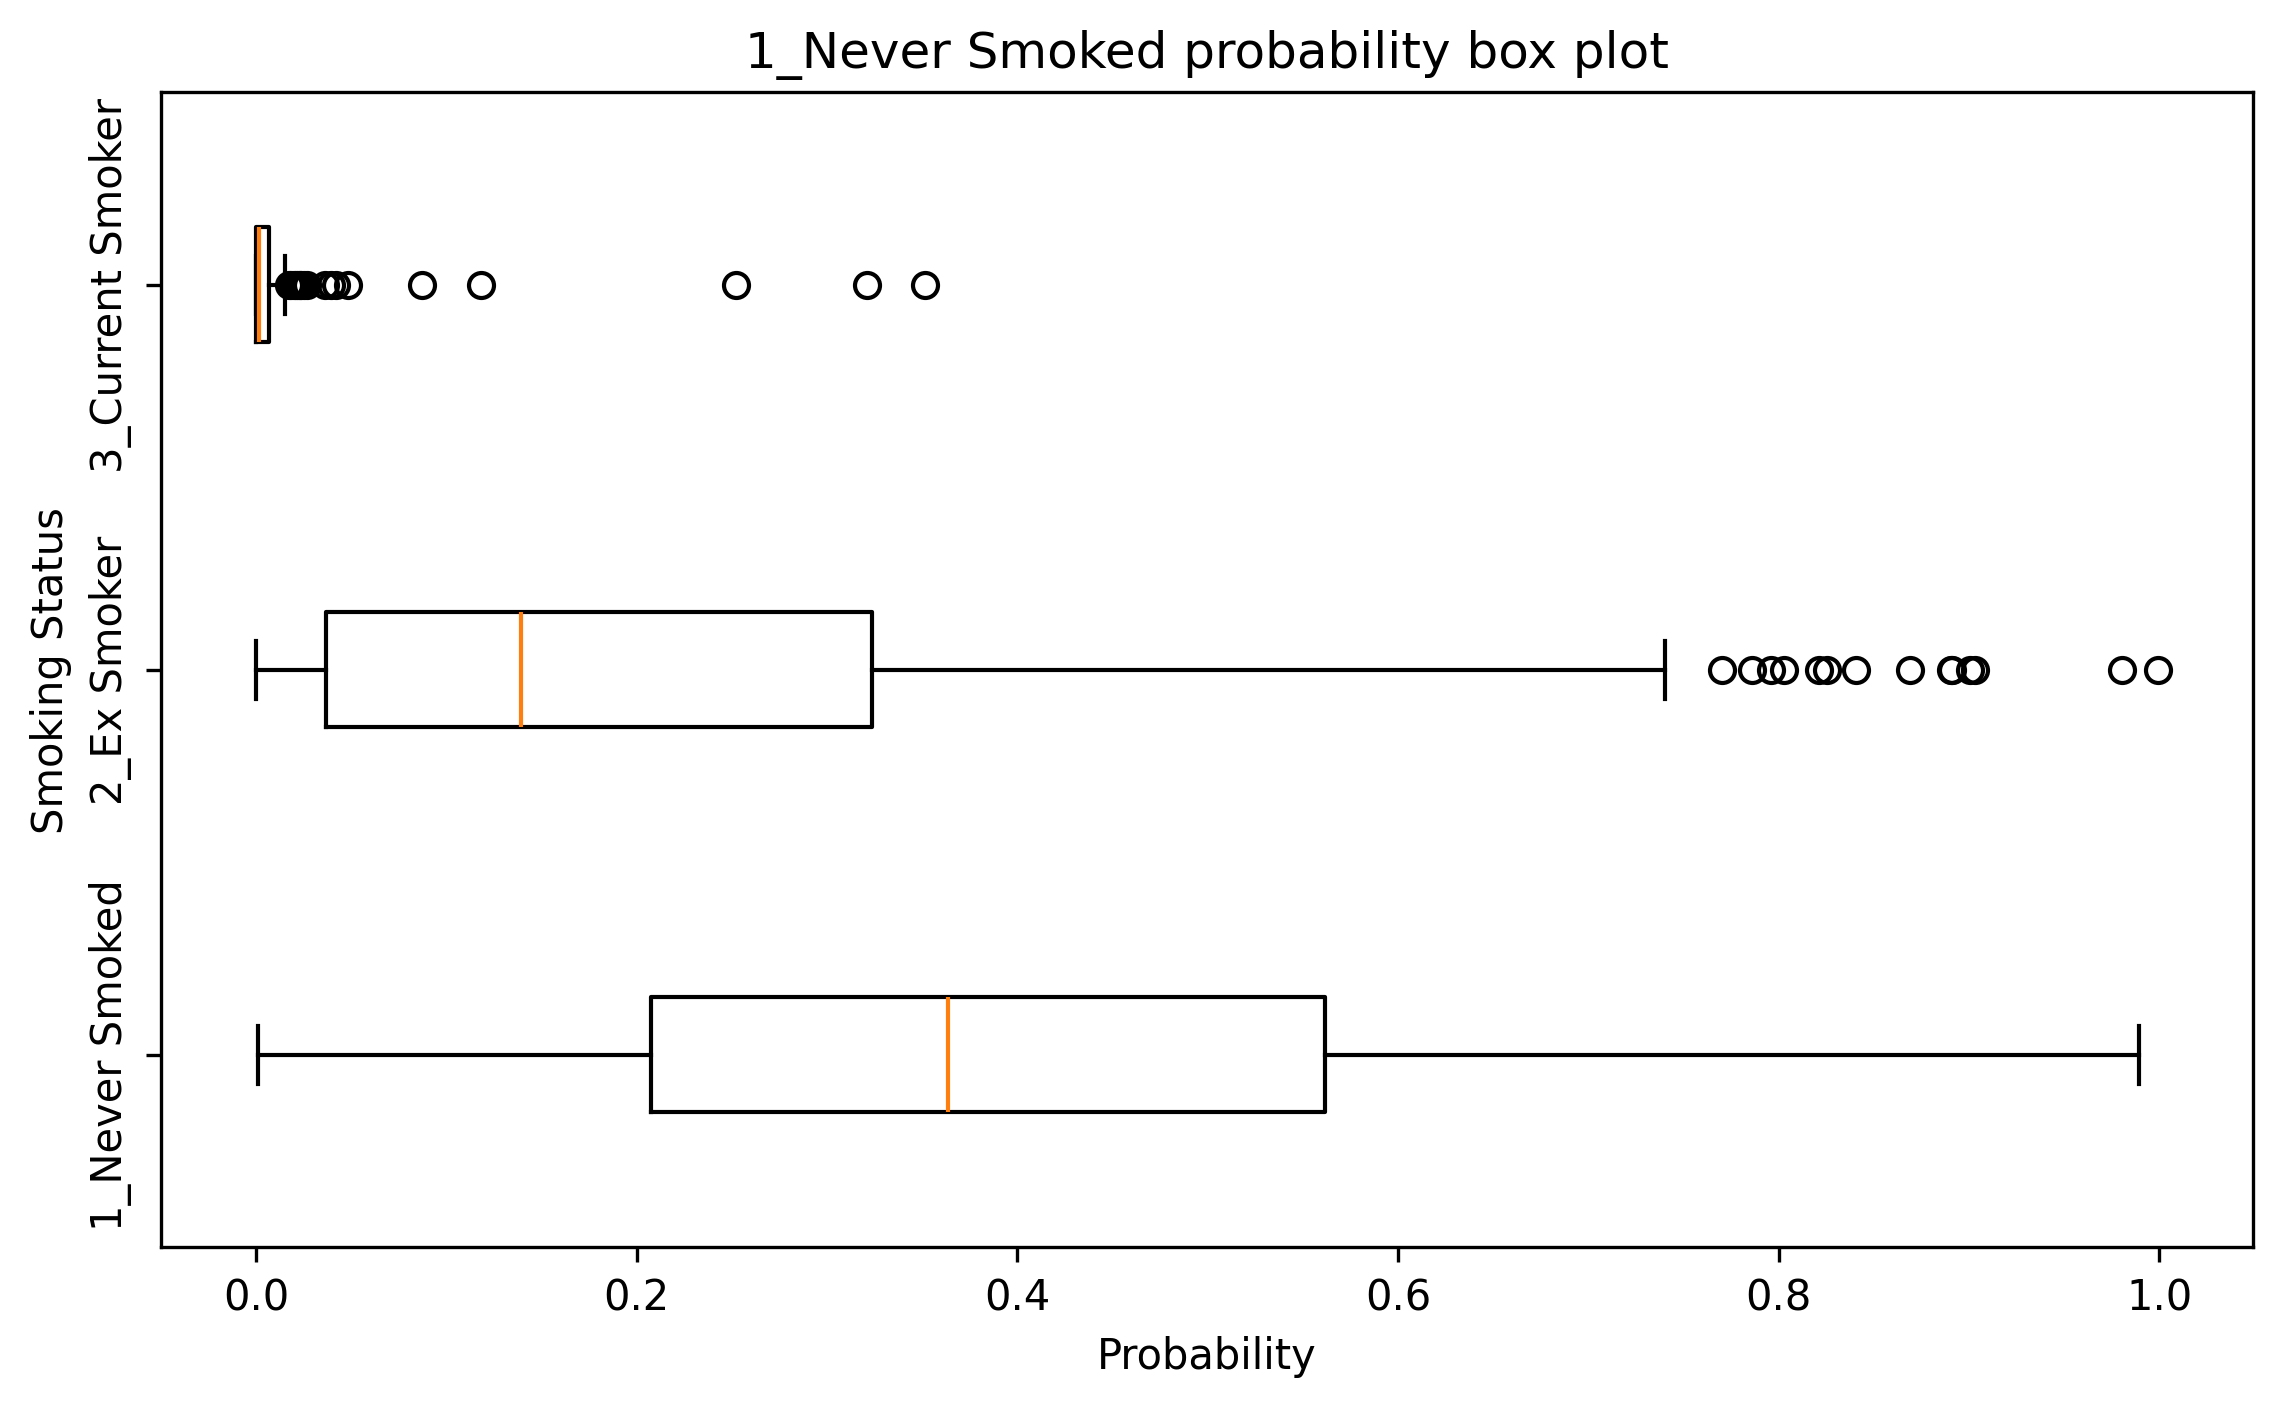 1_Never Smoked probability box plot
Smoking Status
3_Current Smoker
2_Ex Smoker
1_Never Smoked
0.0
0.2
0.4
0.6
0.8
1.0
Probability